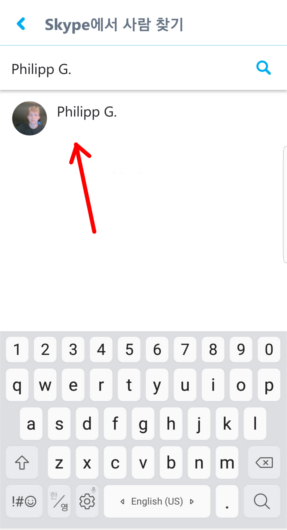 Skype에서 사람 찾기
Philipp G.
Philipp G.
1 2 3 4 5 6 7 8 9 0
q w e r t y u i o p
a s d f g h j k l
z x c v b n m
!#☺ 한/영 English (US) .